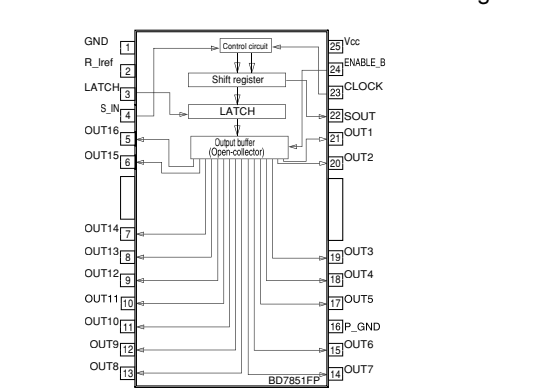 g
GND
1
R_Iref
2
LATCH
3
S_IN
4
OUT16
5
OUT15
6
OUT14
7
OUT13
8
OUT12
9
OUT11
10
OUT10
11
OUT9
12
OUT8
13
Control circuit
Shift register
LATCH
Output buffer
(Open-collector)
BD7851FP
25 Vcc
24 ENABLE_B
23 CLOCK
22 SOUT
21 OUT1
20 OUT2
19 OUT3
18 OUT4
17 OUT5
16 P_GND
15 OUT6
14 OUT7